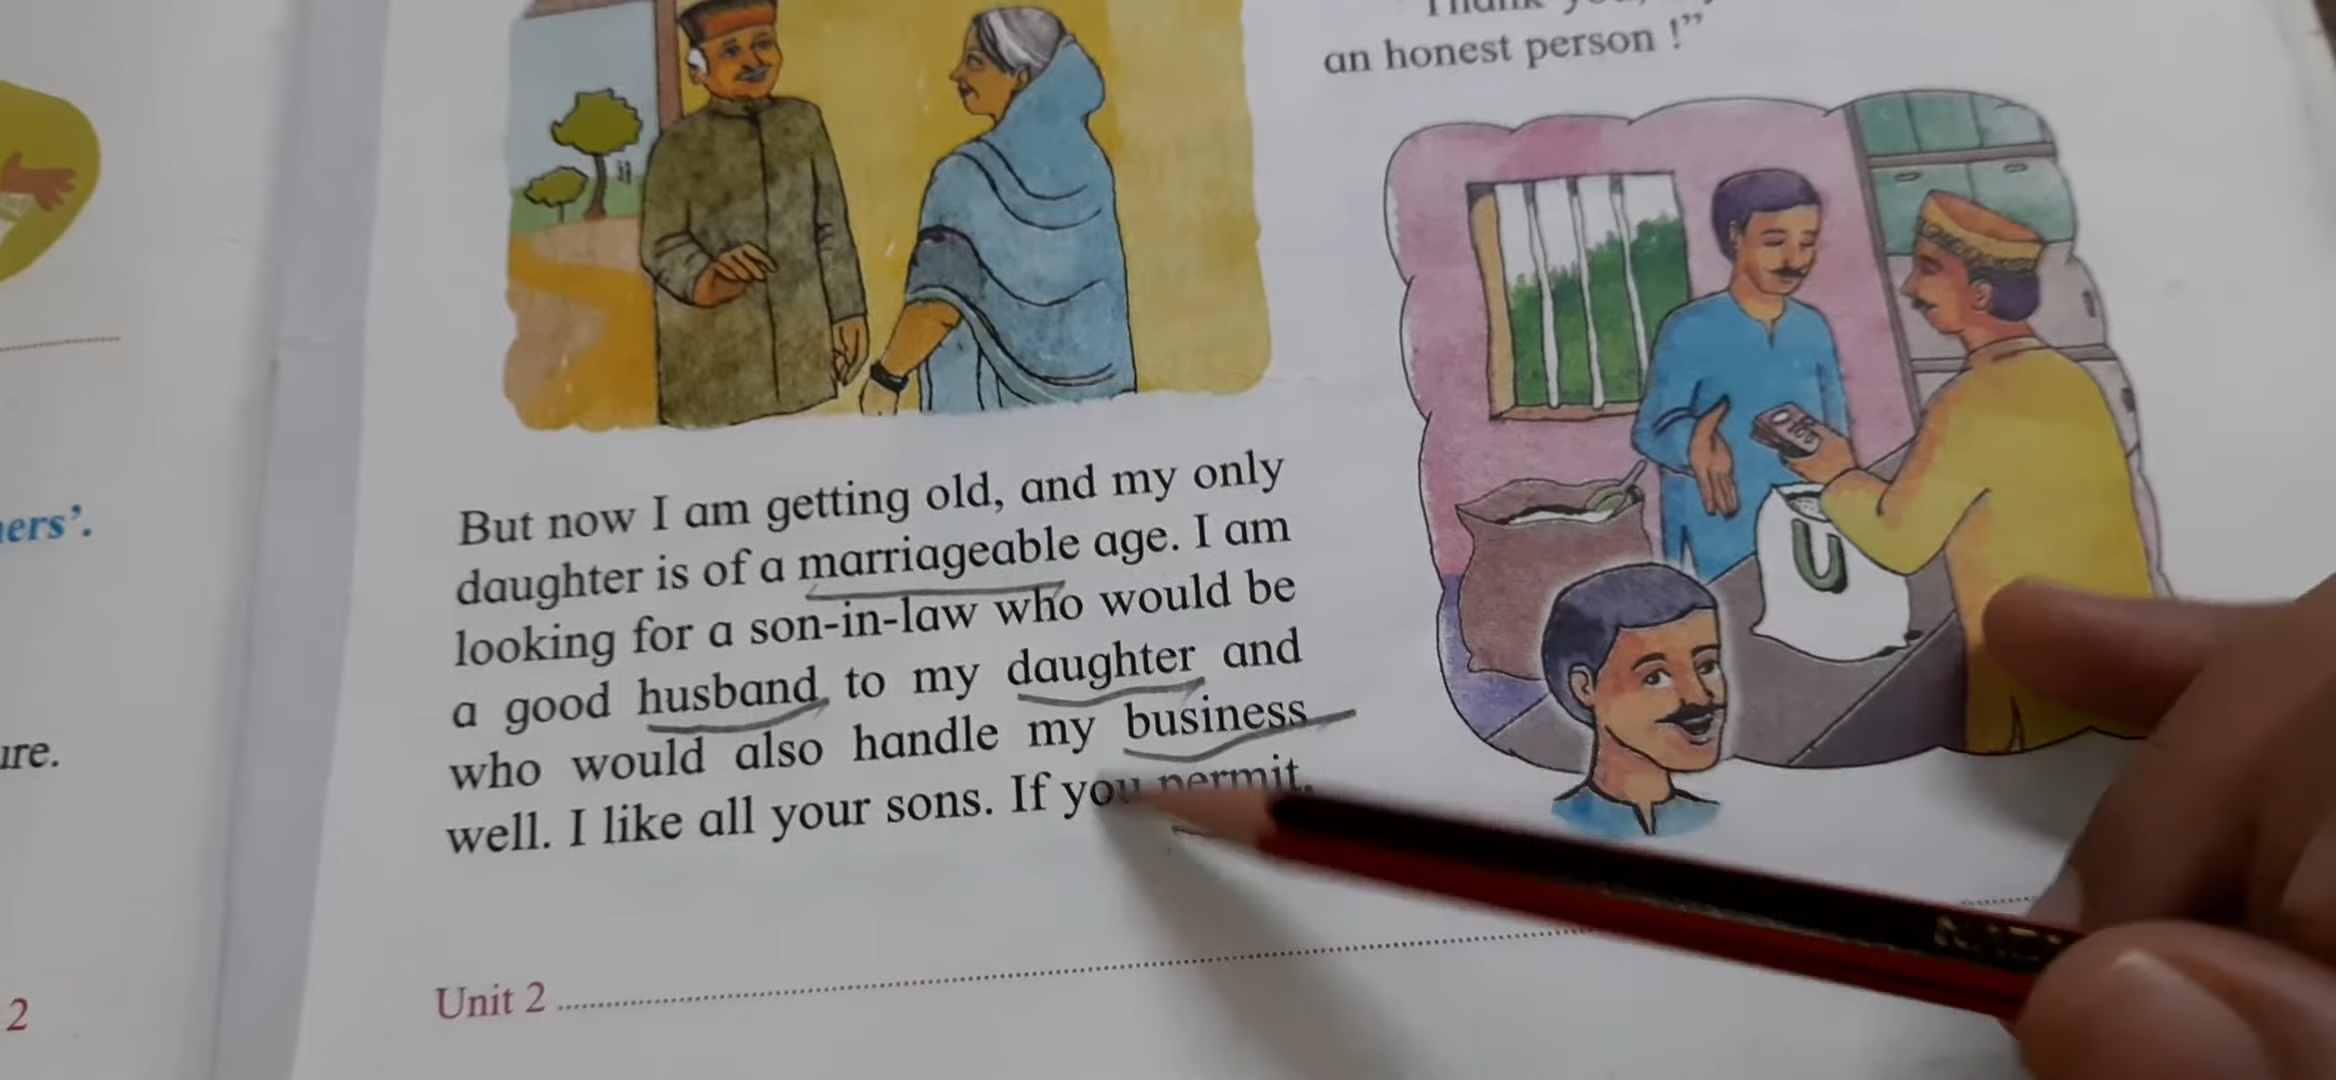 But now I am getting old, and my only
daughter is of a marriageable age. I am
looking for a son-in-law who would be
a good husband to my daughter and
who would also handle my business
well. I like all your sons. If you permit,
Unit 2
an honest person !”
ers’.
ure.
2
U